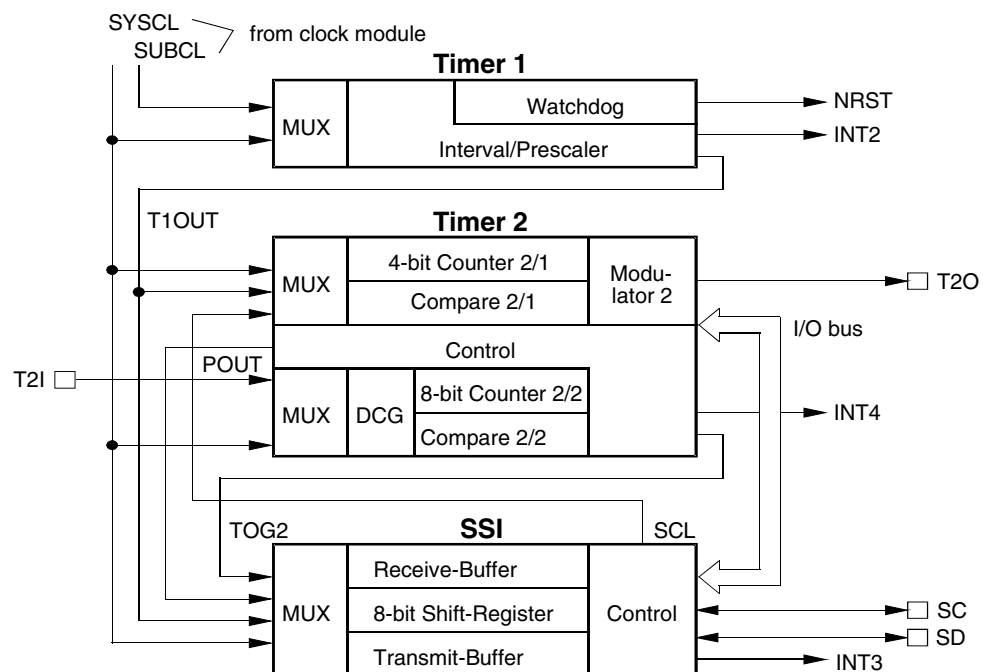 SYSCL
SUBCL
from clock module
Timer 1
MUX
Watchdog
Interval/Prescaler
NRST
INT2
T1OUT
Timer 2
MUX
4-bit Counter 2/1
Compare 2/1
Modu-
lator 2
T2O
I/O bus
Control
POUT
T2I
MUX
DCG
8-bit Counter 2/2
Compare 2/2
INT4
TOG2
SSI
SCL
MUX
Receive-Buffer
8-bit Shift-Register
Transmit-Buffer
Control
SC
SD
INT3